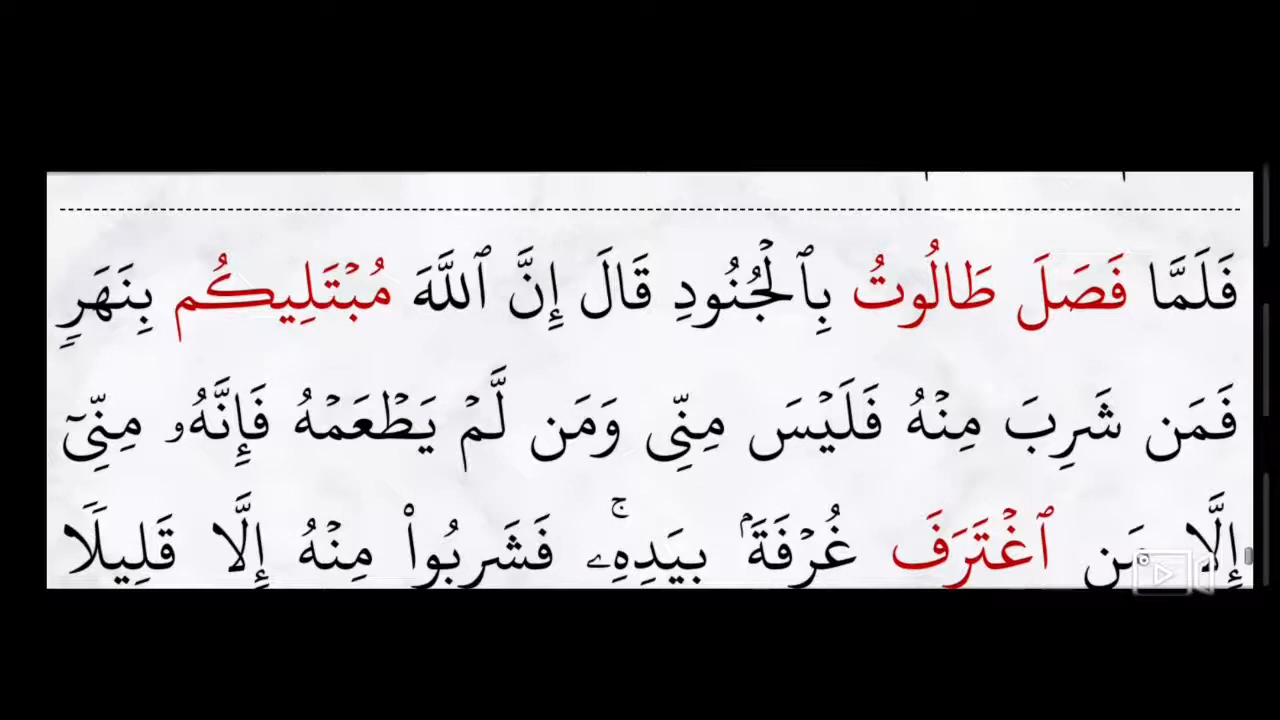 فَلَمَّا فَصَلَ طَالُوتُ بِٱلْجُنُودِ قَالَ إِنَّ ٱللَّهَ مُبْتَلِيكُم بِنَهَرٍ
فَمَن شَرِبَ مِنْهُ فَلَيْسَ مِنِّى وَمَن لَّمْ يَطْعَمْهُ فَإِنَّهُۥ مِنِّىٓ
إِلَّا مَنِ ٱغْتَرَفَ غُرْفَةًۢ بِيَدِهِۦ ۚ فَشَرِبُوا۟ مِنْهُ إِلَّا قَلِيلًا